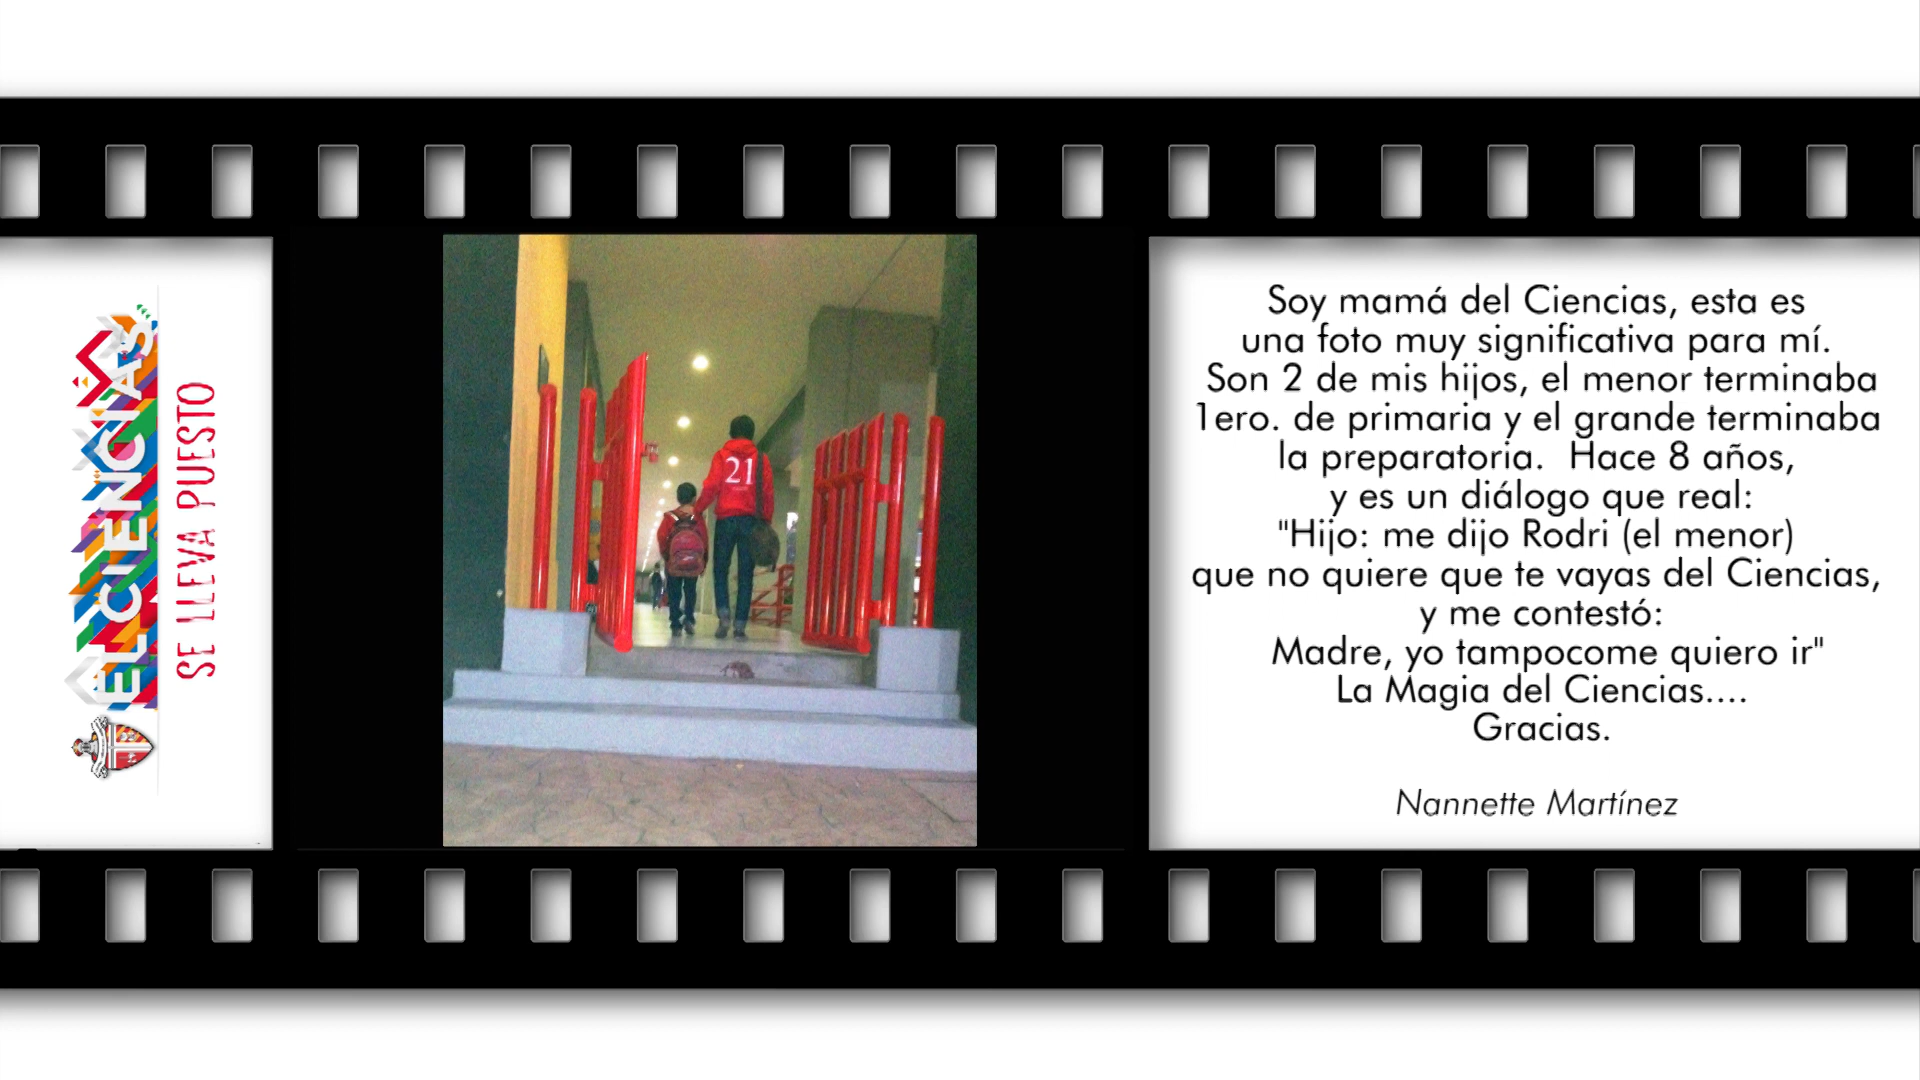 EL CIENCIAS
SE LLEVA PUESTO
21
Soy mamá del Ciencias, esta es
una foto muy significativa para mí.
Son 2 de mis hijos, el menor terminaba
1ero. de primaria y el grande terminaba
la preparatoria. Hace 8 años,
y es un diálogo que real:
"Hijo: me dijo Rodri (el menor)
que no quiere que te vayas del Ciencias,
y me contestó:
Madre, yo tampocome quiero ir"
La Magia del Ciencias....
Gracias.
Nannette Martínez